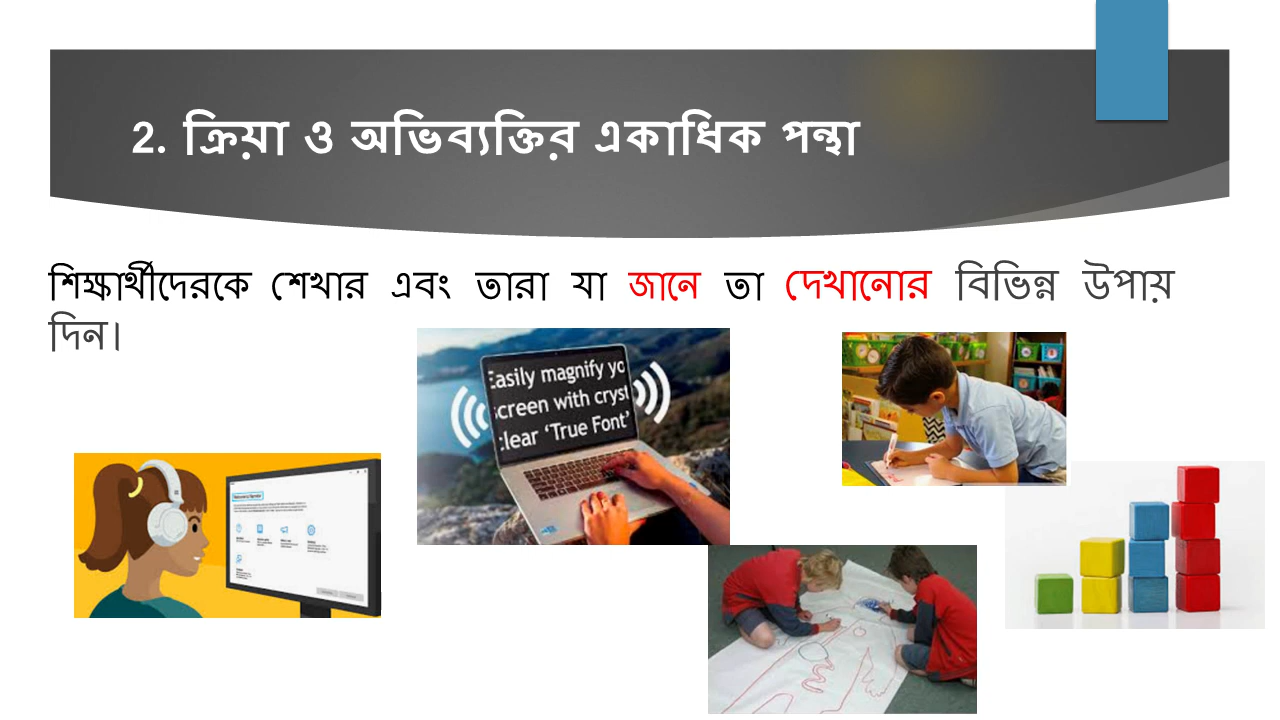 2. ক্রিয়া ও অভিব্যক্তির একাধিক পন্থা
শিক্ষার্থীদেরকে শেখার এবং তারা যা জানে তা দেখানোর বিভিন্ন উপায়
দিন।
Easily magnify yo
screen with cryst
clear ‘True Font’